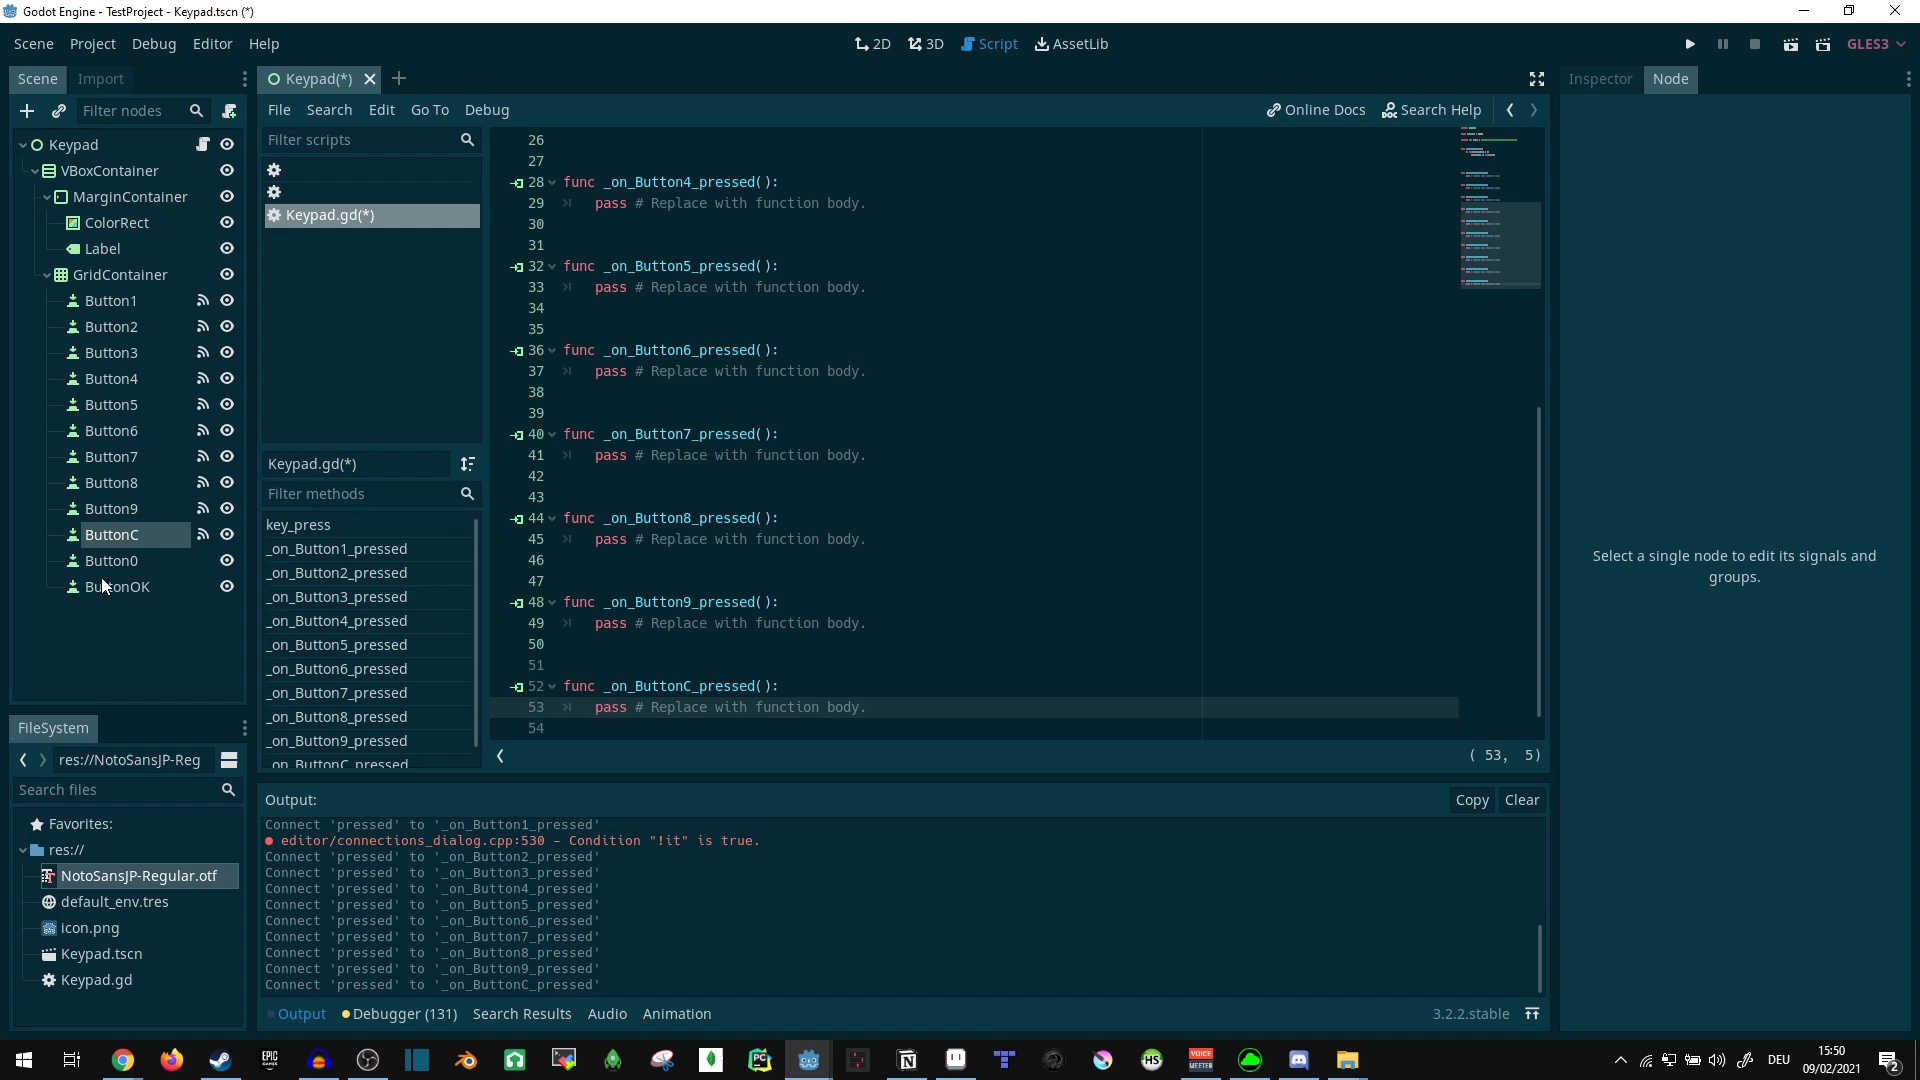 Godot Engine - TestProject - Keypad.tscn (*)
Scene Project Debug Editor Help
2D 3D Script AssetLib
GLES3
Scene Import
Filter nodes
Keypad
VBoxContainer
MarginContainer
ColorRect
Label
GridContainer
Button1
Button2
Button3
Button4
Button5
Button6
Button7
Button8
Button9
ButtonC
Button0
ButtonOK
FileSystem
res://NotoSansJP-Reg
Search files
Favorites:
res://
NotoSansJP-Regular.otf
default_env.tres
icon.png
Keypad.tscn
Keypad.gd
Keypad(*)
File Search Edit Go To Debug
Online Docs Search Help
Filter scripts
Keypad.gd(*)
Keypad.gd(*)
Filter methods
key_press
_on_Button1_pressed
_on_Button2_pressed
_on_Button3_pressed
_on_Button4_pressed
_on_Button5_pressed
_on_Button6_pressed
_on_Button7_pressed
_on_Button8_pressed
_on_Button9_pressed
_on_ButtonC_pressed
26
27
28 func _on_Button4_pressed():
29 pass # Replace with function body.
30
31
32 func _on_Button5_pressed():
33 pass # Replace with function body.
34
35
36 func _on_Button6_pressed():
37 pass # Replace with function body.
38
39
40 func _on_Button7_pressed():
41 pass # Replace with function body.
42
43
44 func _on_Button8_pressed():
45 pass # Replace with function body.
46
47
48 func _on_Button9_pressed():
49 pass # Replace with function body.
50
51
52 func _on_ButtonC_pressed():
53 pass # Replace with function body.
54
( 53, 5)
Output:
Copy Clear
Connect 'pressed' to '_on_Button1_pressed'
editor/connections_dialog.cpp:530 - Condition "!it" is true.
Connect 'pressed' to '_on_Button2_pressed'
Connect 'pressed' to '_on_Button3_pressed'
Connect 'pressed' to '_on_Button4_pressed'
Connect 'pressed' to '_on_Button5_pressed'
Connect 'pressed' to '_on_Button6_pressed'
Connect 'pressed' to '_on_Button7_pressed'
Connect 'pressed' to '_on_Button8_pressed'
Connect 'pressed' to '_on_Button9_pressed'
Connect 'pressed' to '_on_ButtonC_pressed'
Output Debugger (131) Search Results Audio Animation
3.2.2.stable
Inspector Node
Select a single node to edit its signals and
groups.
EPIC
GAMES
PC
HS
VOICE
MEETER
DEU
15:50
09/02/2021
2